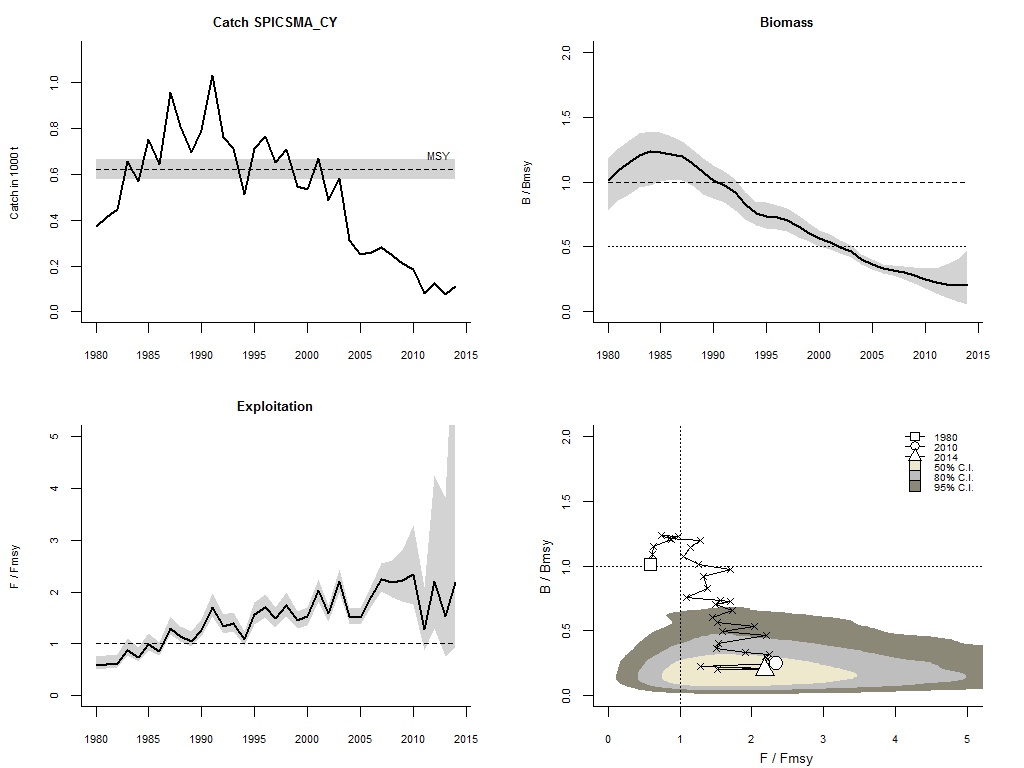 Catch SPICSMA_CY
Catch in 1000 t
1.0
0.8
0.6
0.4
0.2
0.0
MSY
1980 1985 1990 1995 2000 2005 2010 2015
Biomass
B / Bmsy
2.0
1.5
1.0
0.5
0.0
1980 1985 1990 1995 2000 2005 2010 2015
Exploitation
F / Fmsy
5
4
3
2
1
0
1980 1985 1990 1995 2000 2005 2010 2015
B / Bmsy
2.0
1.5
1.0
0.5
0.0
1980
2010
2014
50% C.I.
80% C.I.
95% C.I.
0 1 2 3 4 5
F / Fmsy